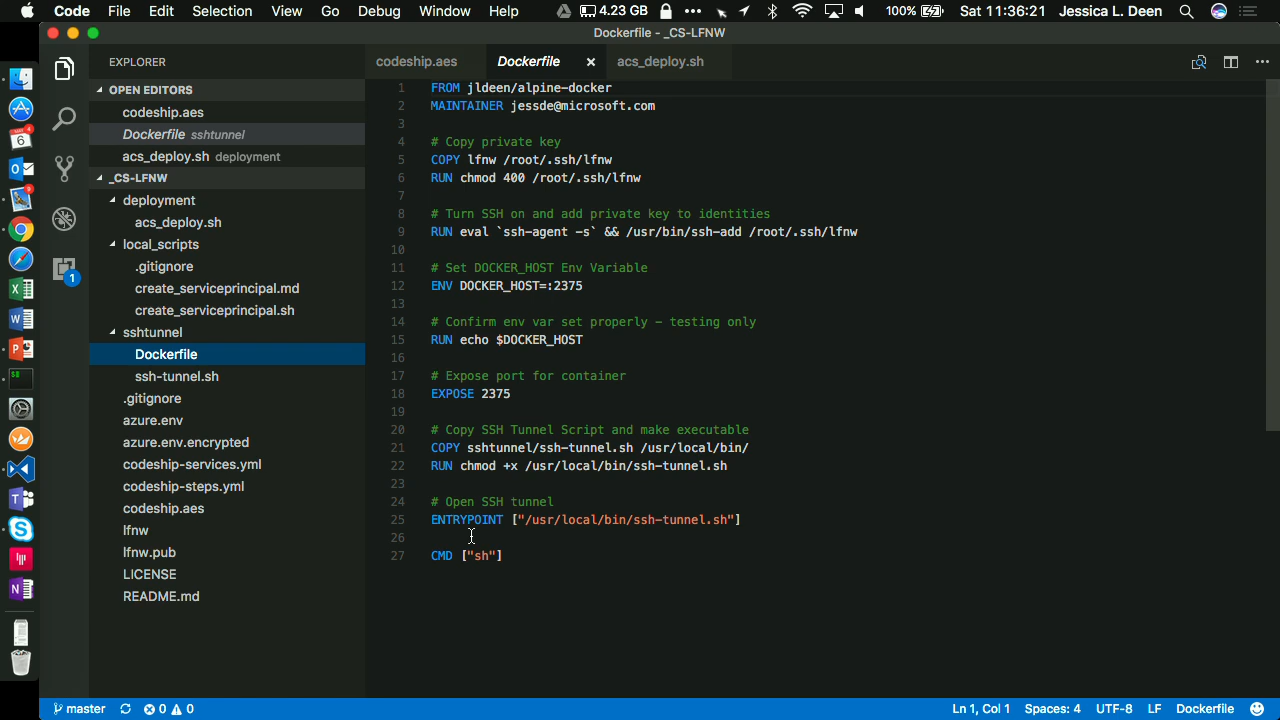 Code File Edit Selection View Go Debug Window Help 4.23 GB 100% Sat 11:36:21 Jessica L. Deen
Dockerfile - _CS-LFNW
EXPLORER
OPEN EDITORS
codeship.aes
Dockerfile sshtunnel
acs_deploy.sh deployment
_CS-LFNW
deployment
acs_deploy.sh
local_scripts
.gitignore
create_serviceprincipal.md
create_serviceprincipal.sh
sshtunnel
Dockerfile
ssh-tunnel.sh
.gitignore
azure.env
azure.env.encrypted
codeship-services.yml
codeship-steps.yml
codeship.aes
lfnw
lfnw.pub
LICENSE
README.md
codeship.aes Dockerfile acs_deploy.sh
1 FROM jldeen/alpine-docker
2 MAINTAINER jessde@microsoft.com
3
4 # Copy private key
5 COPY lfnw /root/.ssh/lfnw
6 RUN chmod 400 /root/.ssh/lfnw
7
8 # Turn SSH on and add private key to identities
9 RUN eval `ssh-agent -s` && /usr/bin/ssh-add /root/.ssh/lfnw
10
11 # Set DOCKER_HOST Env Variable
12 ENV DOCKER_HOST=:2375
13
14 # Confirm env var set properly - testing only
15 RUN echo $DOCKER_HOST
16
17 # Expose port for container
18 EXPOSE 2375
19
20 # Copy SSH Tunnel Script and make executable
21 COPY sshtunnel/ssh-tunnel.sh /usr/local/bin/
22 RUN chmod +x /usr/local/bin/ssh-tunnel.sh
23
24 # Open SSH tunnel
25 ENTRYPOINT ["/usr/local/bin/ssh-tunnel.sh"]
26
27 CMD ["sh"]
master 0 0 Ln 1, Col 1 Spaces: 4 UTF-8 LF Dockerfile